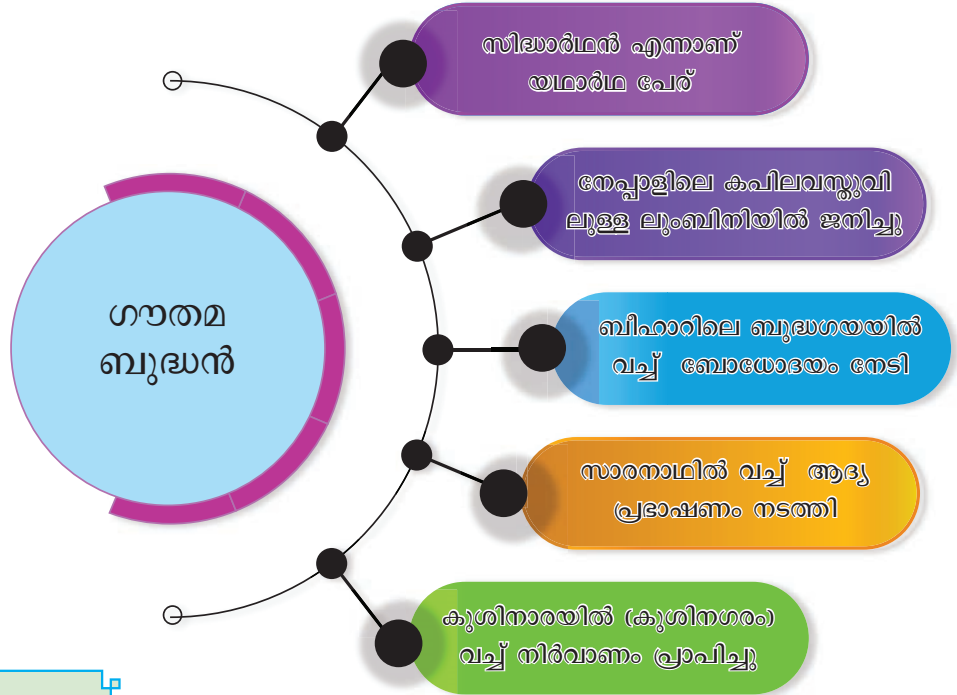 ഗൗതമ
ബുദ്ധൻ
സിദ്ധാർഥൻ എന്നാണ്
യഥാർഥ പേര്
നേപ്പാളിലെ കപിലവസ്തുവി
ലുള്ള ലുംബിനിയിൽ ജനിച്ചു
ബീഹാറിലെ ബുദ്ധഗയയിൽ
വച്ച് ബോധോദയം നേടി
സാരനാഥിൽ വച്ച് ആദ്യ
പ്രഭാഷണം നടത്തി
കുശിനാരയിൽ (കുശിനഗരം)
വച്ച് നിർവാണം പ്രാപിച്ചു